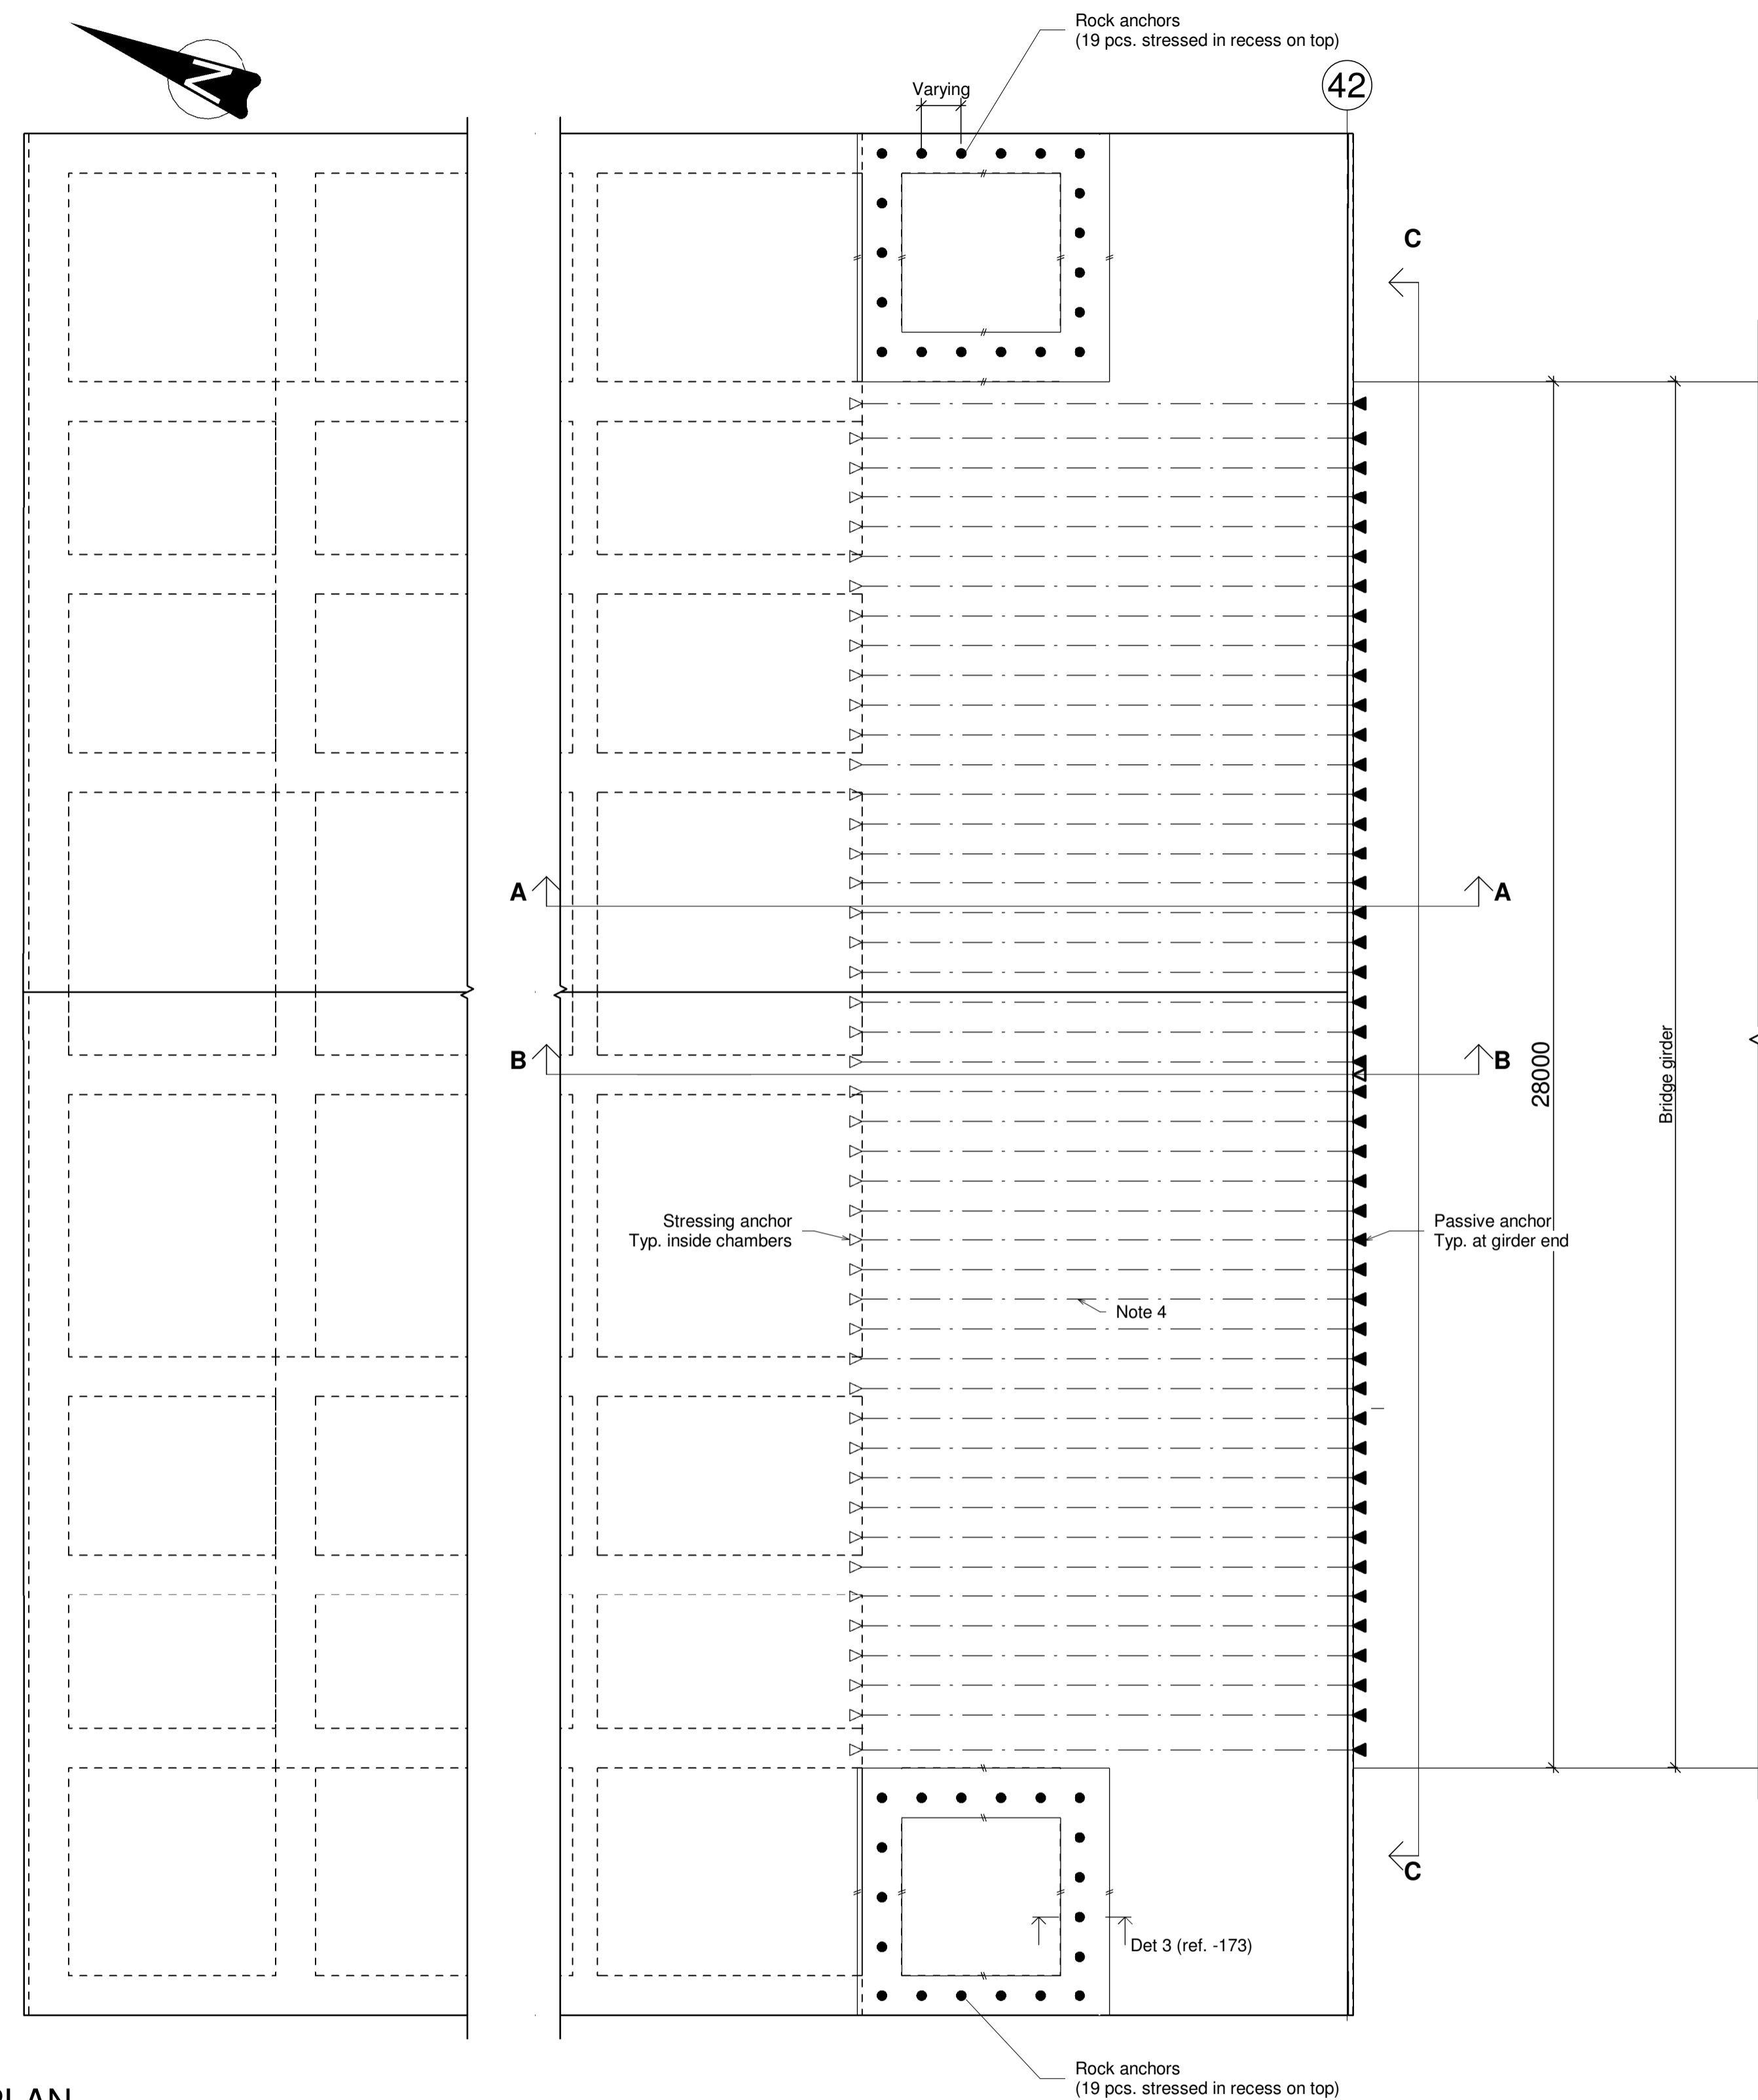 Rock anchors
(19 pcs. stressed in recess on top)
42
Varying
N
C
A
A
B
B
28000
Bridge girder
Stressing anchor
Typ. inside chambers
Passive anchor
Typ. at girder end
Note 4
C
Det 3 (ref. -173)
Rock anchors
(19 pcs. stressed in recess on top)
PLAN